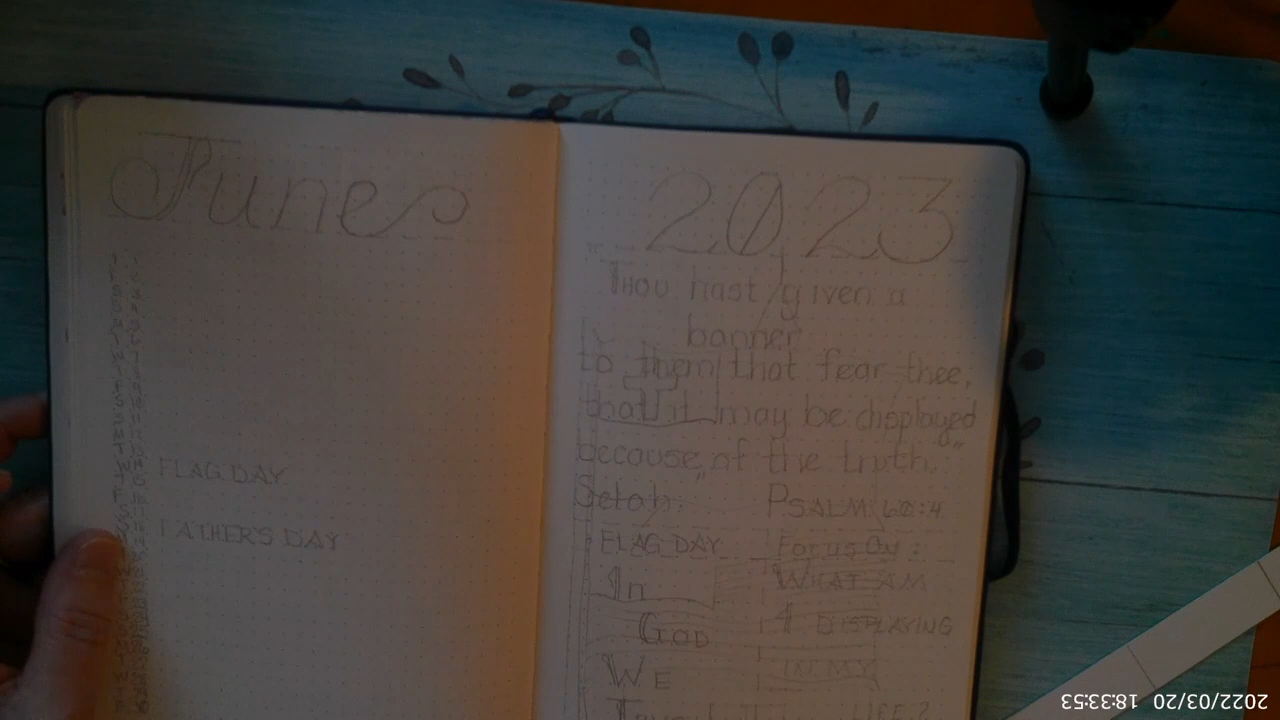 June
FLAG DAY
FATHER'S DAY
2023
"THOU hast given a
banner
to them that fear thee,
that it may be displayed
because of the truth."
Selah.
PSALM 60:4
FLAG DAY
In
GOD
WE
Trust
Focus On:
WHAT AM
I DISPLAYING
IN MY
LIFE?
2022/03/20 18:33:53